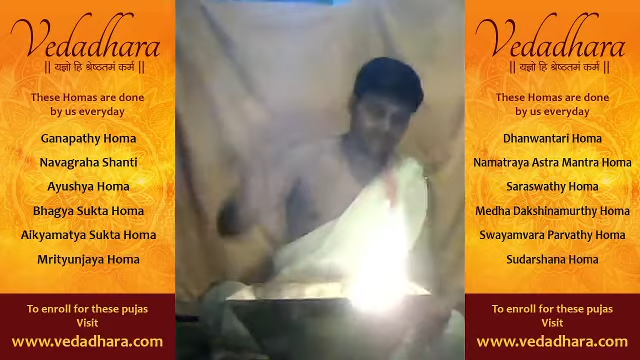 Vedadhara
|| यज्ञो हि श्रेष्ठतमं कर्म ||
These Homas are done
by us everyday
Ganapathy Homa
Navagraha Shanti
Ayushya Homa
Bhagya Sukta Homa
Aikyamatya Sukta Homa
Mrityunjaya Homa
To enroll for these pujas
Visit
www.vedadhara.com
Vedadhara
|| यज्ञो हि श्रेष्ठतमं कर्म ||
These Homas are done
by us everyday
Dhanwantari Homa
Namatraya Astra Mantra Homa
Saraswathy Homa
Medha Dakshinamurthy Homa
Swayamvara Parvathy Homa
Sudarshana Homa
To enroll for these pujas
Visit
www.vedadhara.com